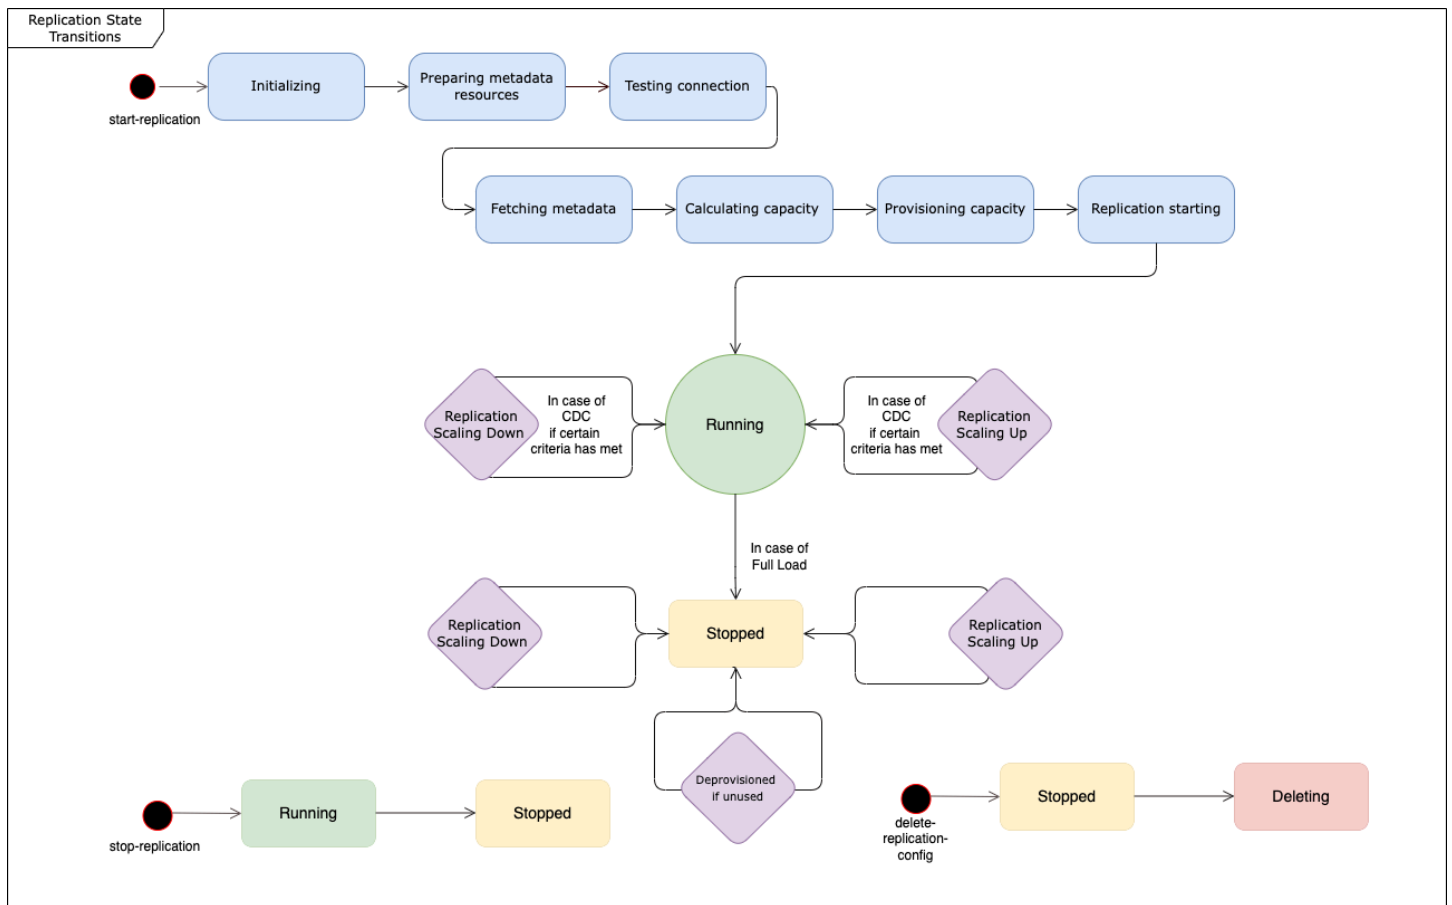 Replication State
Transitions
start-replication
Initializing
Preparing metadata
resources
Testing connection
Fetching metadata
Calculating capacity
Provisioning capacity
Replication starting
Replication
Scaling Down
In case of
CDC
if certain
criteria has met
Running
In case of
CDC
if certain
criteria has met
Replication
Scaling Up
In case of
Full Load
Replication
Scaling Down
Stopped
Replication
Scaling Up
Deprovisioned
if unused
stop-replication
Running
Stopped
delete-
replication-
config
Stopped
Deleting